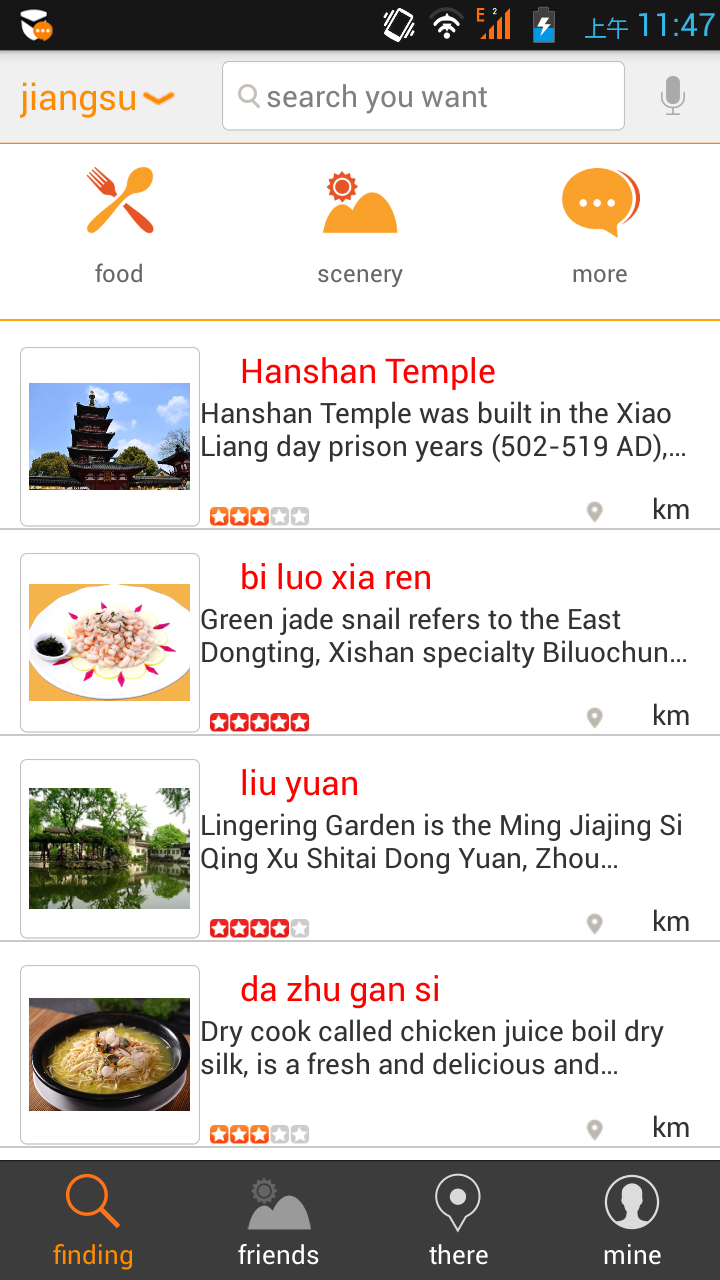 E 2 上午 11:47
jiangsu search you want
food scenery more
Hanshan Temple
Hanshan Temple was built in the Xiao
Liang day prison years (502-519 AD),...
km
bi luo xia ren
Green jade snail refers to the East
Dongting, Xishan specialty Biluochun...
km
liu yuan
Lingering Garden is the Ming Jiajing Si
Qing Xu Shitai Dong Yuan, Zhou...
km
da zhu gan si
Dry cook called chicken juice boil dry
silk, is a fresh and delicious and...
km
finding friends there mine